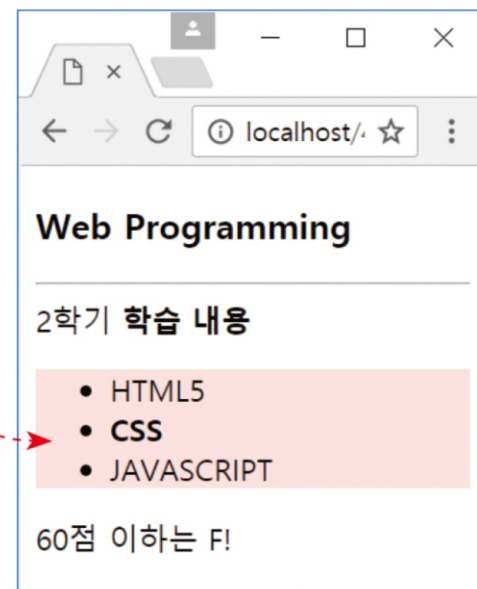 localhost/4
Web Programming
2학기 학습 내용
HTML5
CSS
JAVASCRIPT
60점 이하는 F!